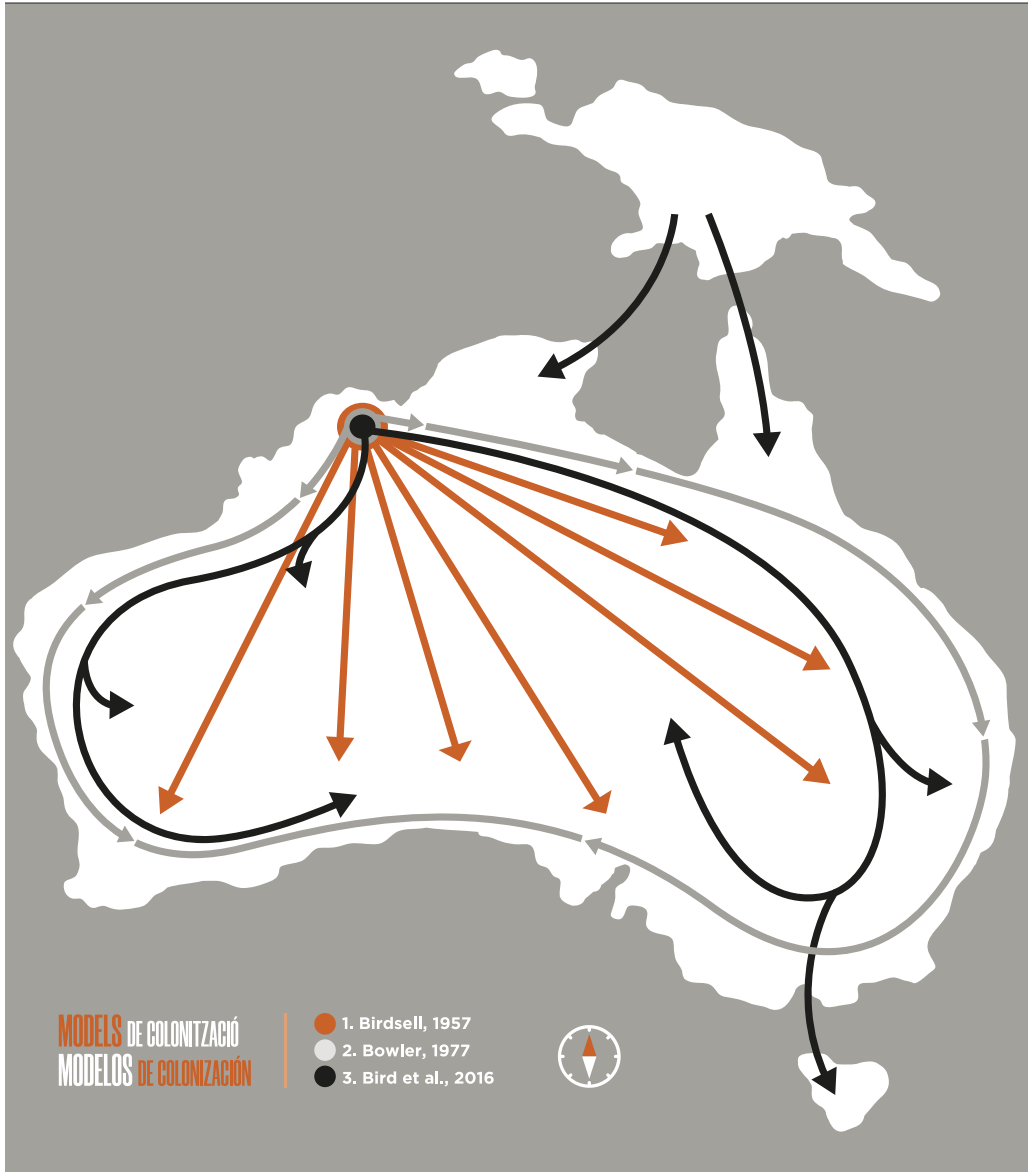 MODELS DE COLONITZACIÓ
MODELOS DE COLONIZACIÓN
1. Birdsell, 1957
2. Bowler, 1977
3. Bird et al., 2016